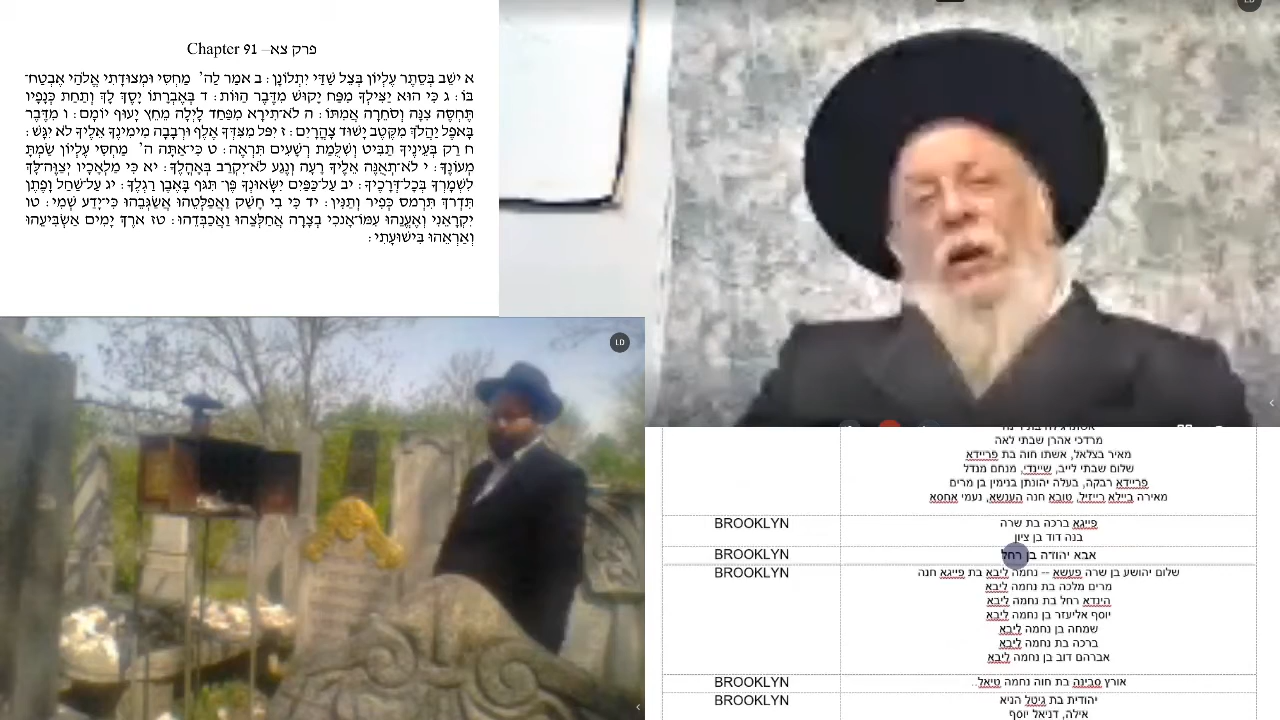 פרק צא– Chapter 91
א ישֵׁב בְּסֵתֶר עֶלְיוֹן בְּצֵל שַׁדַּי יִתְלוֹנָן: ב אֹמַר לַה' מַחְסִי וּמְצוּדָתִי אֱלֹהַי אֶבְטַח־
בּוֹ: ג כִּי הוּא יַצִּילְךָ מִפַּח יָקוּשׁ מִדֶּבֶר הַוּוֹת: ד בְּאֶבְרָתוֹ יָסֶךְ לָךְ וְתַחַת כְּנָפָיו
תֶּחְסֶה צִנָּה וְסֹחֵרָה אֲמִתּוֹ: ה לֹא־תִירָא מִפַּחַד לָיְלָה מֵחֵץ יָעוּף יוֹמָם: ו מִדֶּבֶר
בָּאֹפֶל יַהֲלֹךְ מִקֶּטֶב יָשׁוּד צָהֳרָיִם: ז יִפֹּל מִצִּדְּךָ אֶלֶף וּרְבָבָה מִימִינֶךָ אֵלֶיךָ לֹא יִגָּשׁ:
ח רַק בְּעֵינֶיךָ תַבִּיט וְשִׁלֻּמַת רְשָׁעִים תִּרְאֶה: ט כִּי־אַתָּה ה' מַחְסִי עֶלְיוֹן שַׂמְתָּ
מְעוֹנֶךָ: י לֹא־תְאֻנֶּה אֵלֶיךָ רָעָה וְנֶגַע לֹא־יִקְרַב בְּאָהֳלֶךָ: יא כִּי מַלְאָכָיו יְצַוֶּה־לָּךְ
לִשְׁמָרְךָ בְּכָל־דְּרָכֶיךָ: יב עַל־כַּפַּיִם יִשָּׂאוּנְךָ פֶּן תִּגֹּף בָּאֶבֶן רַגְלֶךָ: יג עַל־שַׁחַל וָפֶתֶן
תִּדְרֹךְ תִּרְמֹס כְּפִיר וְתַנִּין: יד כִּי בִי חָשַׁק וַאֲפַלְּטֵהוּ אֲשַׂגְּבֵהוּ כִּי־יָדַע שְׁמִי: טו
יִקְרָאֵנִי וְאֶעֱנֵהוּ עִמּוֹ־אָנֹכִי בְצָרָה אֲחַלְּצֵהוּ וַאֲכַבְּדֵהוּ: טז אֹרֶךְ יָמִים אַשְׂבִּיעֵהוּ
וְאַרְאֵהוּ בִּישׁוּעָתִי:
LD
מרדכי אהרן שבתי לאה
מאיר בצלאל, אשתו חוה בת פריידא
שלום שבתי לייב, שיינדי, מנחם מנדל
פריידא רבקה, בעלה יהונתן בנימין בן מרים
מאירה ביילא רייזיל, טובא חנה הענשא, נעמי אחסא
BROOKLYN פייגא ברכה בת שרה
בנה דוד בן ציון
BROOKLYN אבא יהודה בן רחל
BROOKLYN שלום יהושע בן שרה פעשא -- נחמה ליבא בת פייגא חנה
מרים מלכה בת נחמה ליבא
הינדא רחל בת נחמה ליבא
יוסף אליעזר בן נחמה ליבא
שמחה בן נחמה ליבא
ברכה בת נחמה ליבא
אברהם דוב בן נחמה ליבא
BROOKLYN אורץ סבינה בת חוה נחמה טיאל..
BROOKLYN יהודית בת גיטל הניא
אילה, דניאל יוסף